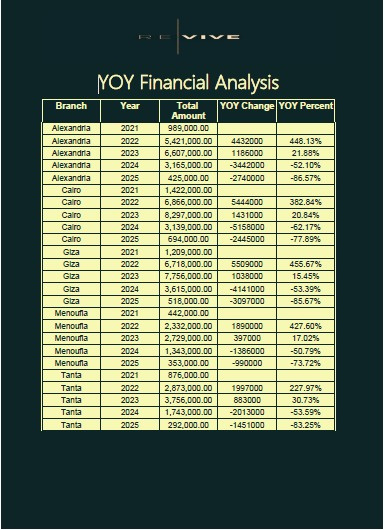 REVIVE
YOY Financial Analysis
Branch Year Total Amount YOY Change YOY Percent
Alexandria 2021 989,000.00
Alexandria 2022 5,421,000.00 4432000 448.13%
Alexandria 2023 6,607,000.00 1186000 21.88%
Alexandria 2024 3,165,000.00 -3442000 -52.10%
Alexandria 2025 425,000.00 -2740000 -86.57%
Cairo 2021 1,422,000.00
Cairo 2022 6,866,000.00 5444000 382.84%
Cairo 2023 8,297,000.00 1431000 20.84%
Cairo 2024 3,139,000.00 -5158000 -62.17%
Cairo 2025 694,000.00 -2445000 -77.89%
Giza 2021 1,209,000.00
Giza 2022 6,718,000.00 5509000 455.67%
Giza 2023 7,756,000.00 1038000 15.45%
Giza 2024 3,615,000.00 -4141000 -53.39%
Giza 2025 518,000.00 -3097000 -85.67%
Menoufia 2021 442,000.00
Menoufia 2022 2,332,000.00 1890000 427.60%
Menoufia 2023 2,729,000.00 397000 17.02%
Menoufia 2024 1,343,000.00 -1386000 -50.79%
Menoufia 2025 353,000.00 -990000 -73.72%
Tanta 2021 876,000.00
Tanta 2022 2,873,000.00 1997000 227.97%
Tanta 2023 3,756,000.00 883000 30.73%
Tanta 2024 1,743,000.00 -2013000 -53.59%
Tanta 2025 292,000.00 -1451000 -83.25%